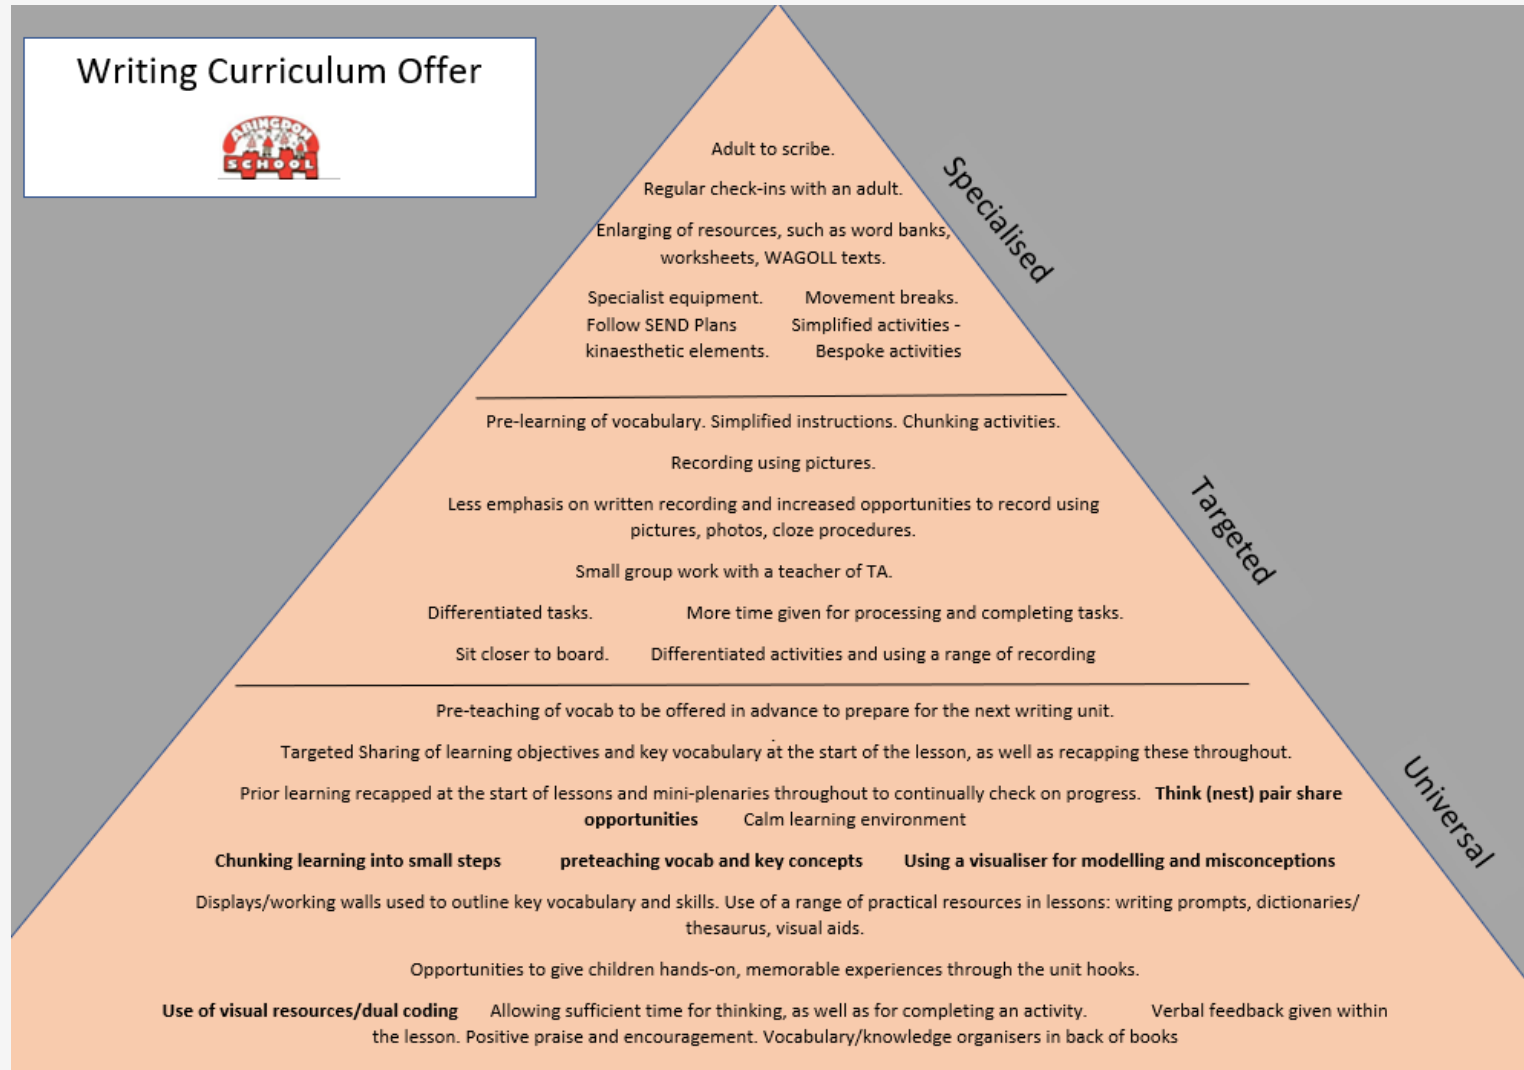 Writing Curriculum Offer
ABINGDON
SCHOOL
Adult to scribe.
Regular check-ins with an adult.
Enlarging of resources, such as word banks,
worksheets, WAGOLL texts.
Specialist equipment. Movement breaks.
Follow SEND Plans Simplified activities -
kinaesthetic elements. Bespoke activities
Specialised
Pre-learning of vocabulary. Simplified instructions. Chunking activities.
Recording using pictures.
Less emphasis on written recording and increased opportunities to record using
pictures, photos, cloze procedures.
Small group work with a teacher of TA.
Differentiated tasks. More time given for processing and completing tasks.
Sit closer to board. Differentiated activities and using a range of recording
Targeted
Pre-teaching of vocab to be offered in advance to prepare for the next writing unit.
.
Targeted Sharing of learning objectives and key vocabulary at the start of the lesson, as well as recapping these throughout.
Prior learning recapped at the start of lessons and mini-plenaries throughout to continually check on progress. Think (nest) pair share
opportunities Calm learning environment
Chunking learning into small steps preteaching vocab and key concepts Using a visualiser for modelling and misconceptions
Displays/working walls used to outline key vocabulary and skills. Use of a range of practical resources in lessons: writing prompts, dictionaries/
thesaurus, visual aids.
Opportunities to give children hands-on, memorable experiences through the unit hooks.
Use of visual resources/dual coding Allowing sufficient time for thinking, as well as for completing an activity. Verbal feedback given within
the lesson. Positive praise and encouragement. Vocabulary/knowledge organisers in back of books
Universal